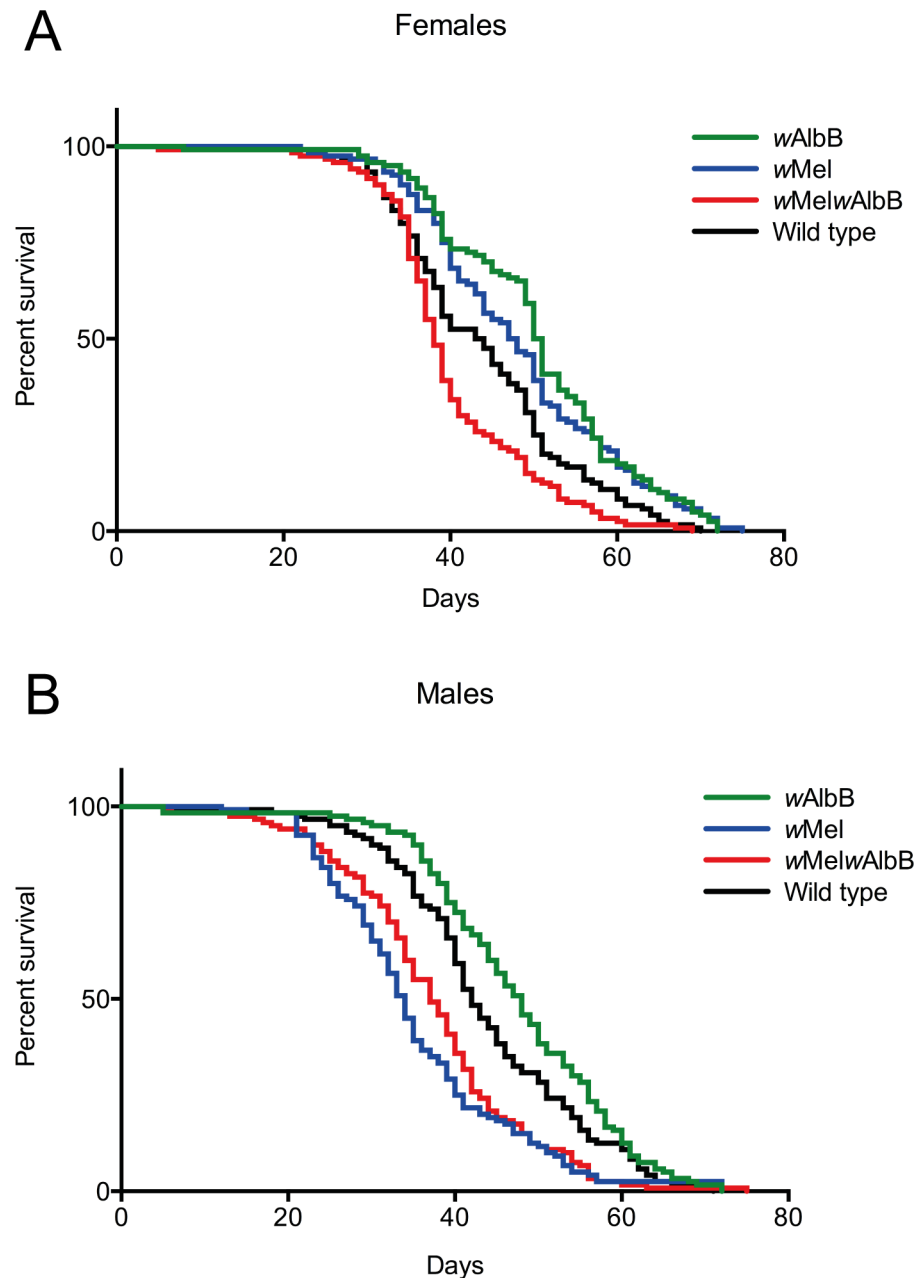 A
Females
100
50
0
Percent survival
wAlbB
wMel
wMelwAlbB
Wild type
0 20 40 60 80
Days
B
Males
100
50
0
Percent survival
wAlbB
wMel
wMelwAlbB
Wild type
0 20 40 60 80
Days